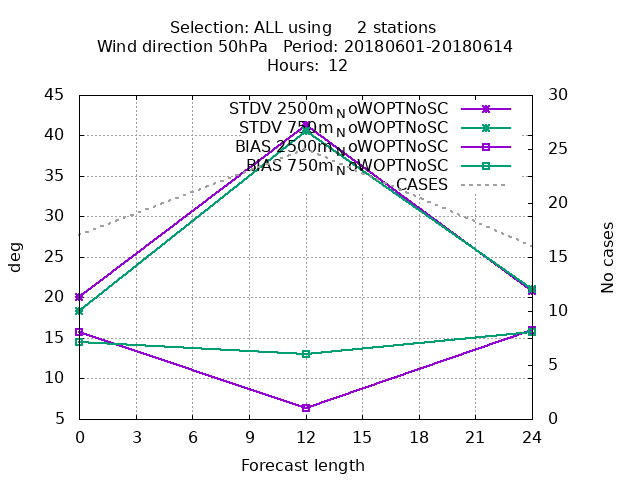 Selection: ALL using 2 stations
Wind direction 50hPa Period: 20180601-20180614
Hours: 12
STDV 2500m_NoWOPTNoSC
STDV 750m_NoWOPTNoSC
BIAS 2500m_NoWOPTNoSC
BIAS 750m_NoWOPTNoSC
CASES
45
40
35
30
25
20
15
10
5
deg
30
25
20
15
10
5
0
No cases
0 3 6 9 12 15 18 21 24
Forecast length